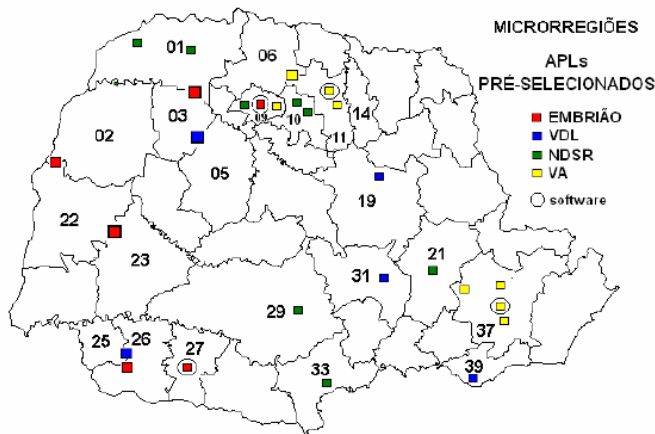 MICRORREGIÕES
APLs
PRÉ-SELECIONADOS
EMBRIÃO
VDL
NDSR
VA
software
01
06
02
03
09
10
11
14
05
19
22
23
21
31
29
37
25
26
27
33
39